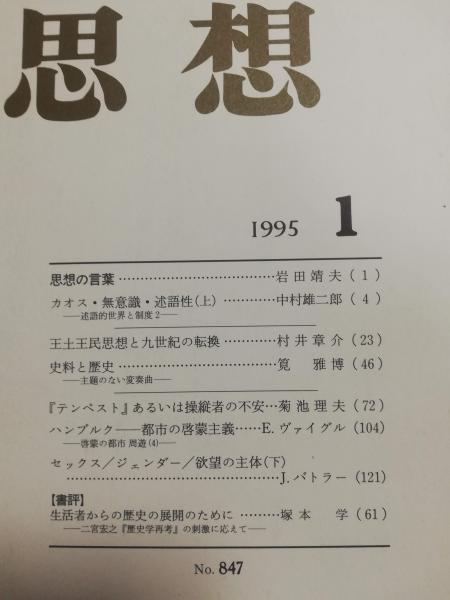 思想
1995 1
思想の言葉……………………………岩田靖夫(1)
カオス・無意識・述語性(上)…………中村雄二郎(4)
――述語的世界と制度2――
王土王民思想と九世紀の転換…………村井章介(23)
史料と歴史……………………………筧 雅博(46)
――主題のない変奏曲――
『テンペスト』あるいは操縦者の不安…菊池理夫(72)
ハンブルク――都市の啓蒙主義……E. ヴァイグル(104)
――啓蒙の都市 周遊(4)――
セックス/ジェンダー/欲望の主体(下)
……………………………………J. バトラー(121)
【書評】
生活者からの歴史の展開のために………塚本 学(61)
――二宮宏之『歴史学再考』の刺激に応えて――
No. 847